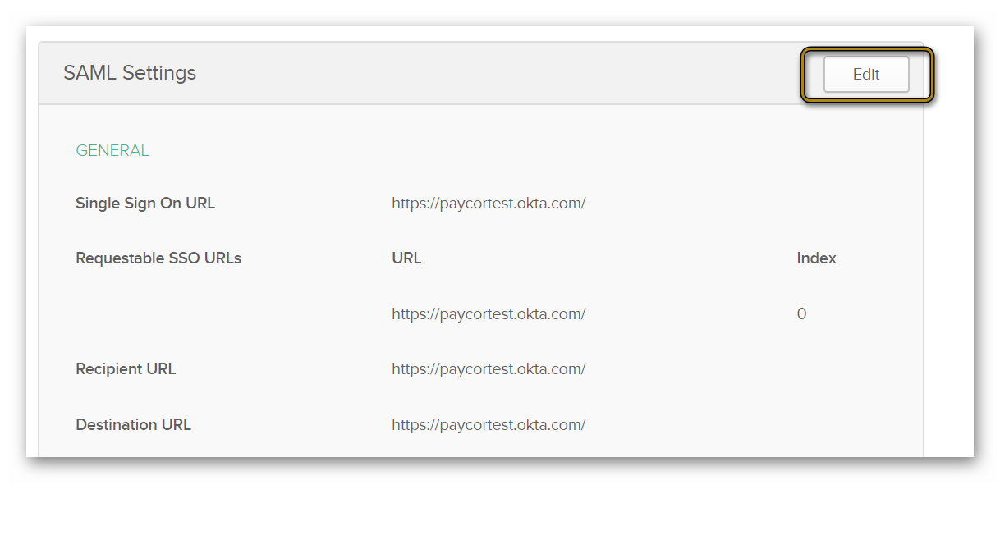 SAML Settings
Edit
GENERAL
Single Sign On URL https://paycortest.okta.com/
Requestable SSO URLs URL Index
https://paycortest.okta.com/ 0
Recipient URL https://paycortest.okta.com/
Destination URL https://paycortest.okta.com/